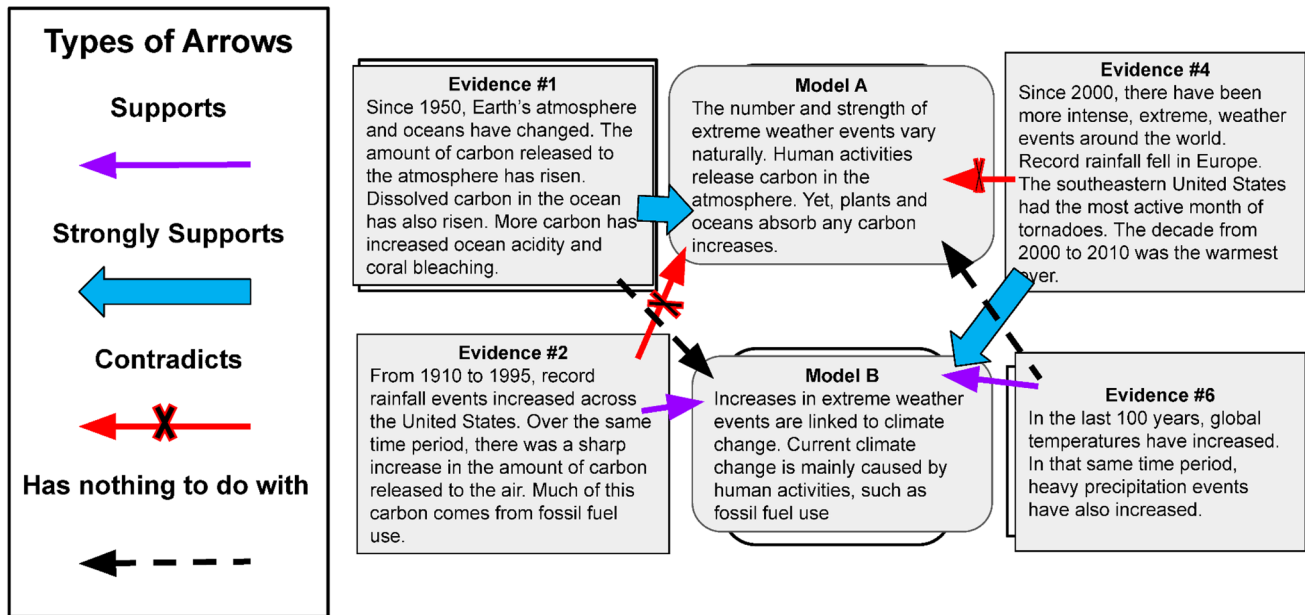 Types of Arrows
Supports
Strongly Supports
Contradicts
Has nothing to do with
Evidence #1
Since 1950, Earth's atmosphere
and oceans have changed. The
amount of carbon released to
the atmosphere has risen.
Dissolved carbon in the ocean
has also risen. More carbon has
increased ocean acidity and
coral bleaching.
Model A
The number and strength of
extreme weather events vary
naturally. Human activities
release carbon in the
atmosphere. Yet, plants and
oceans absorb any carbon
increases.
Evidence #4
Since 2000, there have been
more intense, extreme, weather
events around the world.
Record rainfall fell in Europe.
The southeastern United States
had the most active month of
tornadoes. The decade from
2000 to 2010 was the warmest
ever.
Evidence #2
From 1910 to 1995, record
rainfall events increased across
the United States. Over the same
time period, there was a sharp
increase in the amount of carbon
released to the air. Much of this
carbon comes from fossil fuel
use.
Model B
Increases in extreme weather
events are linked to climate
change. Current climate
change is mainly caused by
human activities, such as
fossil fuel use
Evidence #6
In the last 100 years, global
temperatures have increased.
In that same time period,
heavy precipitation events
have also increased.